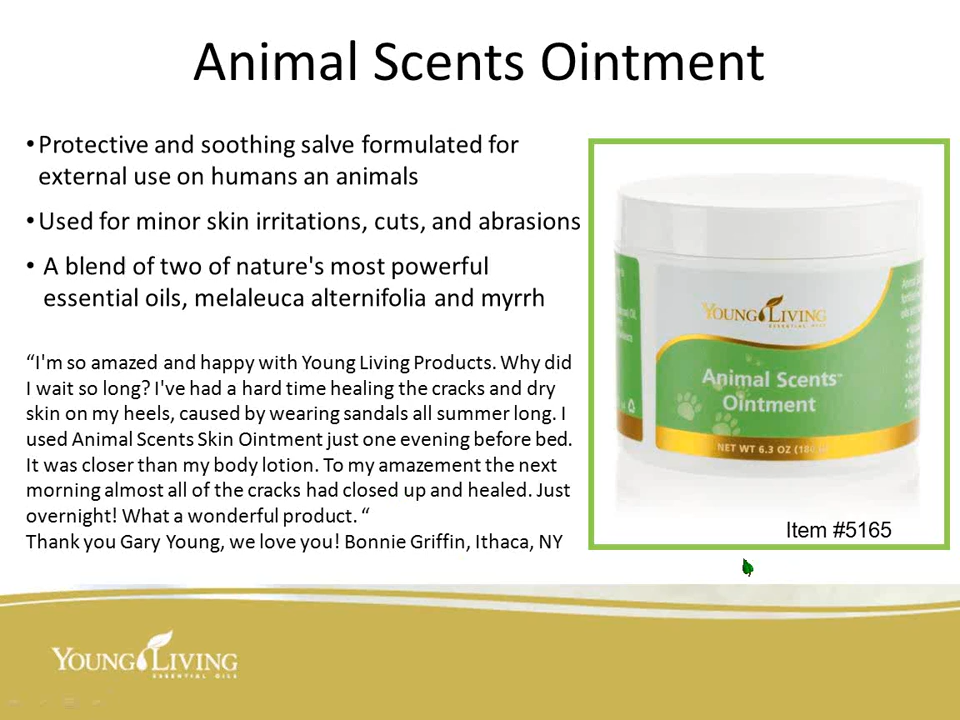 Animal Scents Ointment
• Protective and soothing salve formulated for
external use on humans an animals
• Used for minor skin irritations, cuts, and abrasions
• A blend of two of nature's most powerful
essential oils, melaleuca alternifolia and myrrh
“I'm so amazed and happy with Young Living Products. Why did
I wait so long? I've had a hard time healing the cracks and dry
skin on my heels, caused by wearing sandals all summer long. I
used Animal Scents Skin Ointment just one evening before bed.
It was closer than my body lotion. To my amazement the next
morning almost all of the cracks had closed up and healed. Just
overnight! What a wonderful product. “
Thank you Gary Young, we love you! Bonnie Griffin, Ithaca, NY
YOUNG LIVING
ESSENTIAL OILS
Animal Scents™
Ointment
NET WT 6.3 OZ
Item #5165
YOUNG LIVING
ESSENTIAL OILS